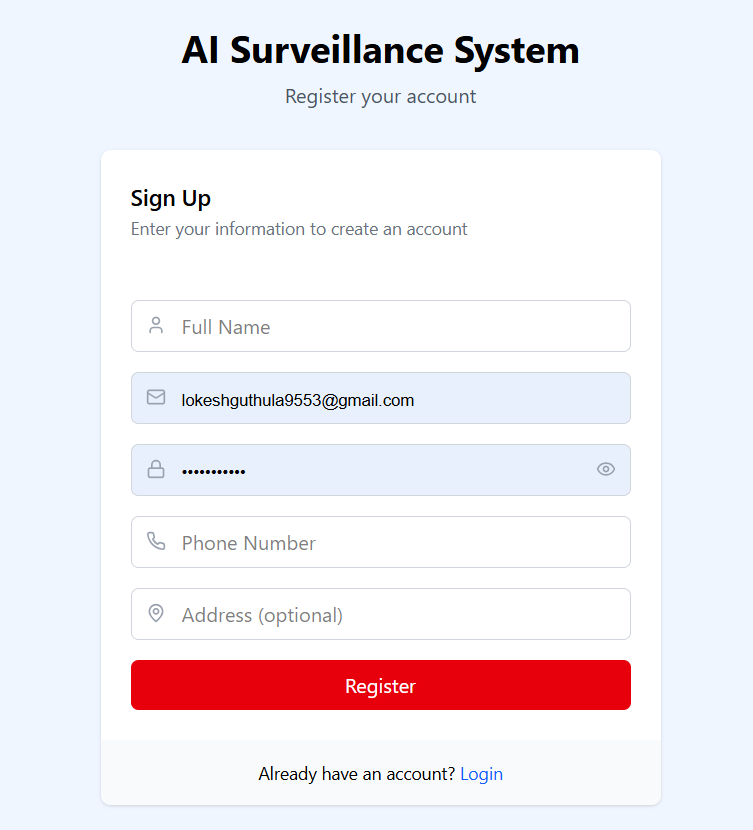 AI Surveillance System
Register your account
Sign Up
Enter your information to create an account
Full Name
lokeshguthula9553@gmail.com
•••••••••••
Phone Number
Address (optional)
Register
Already have an account? Login